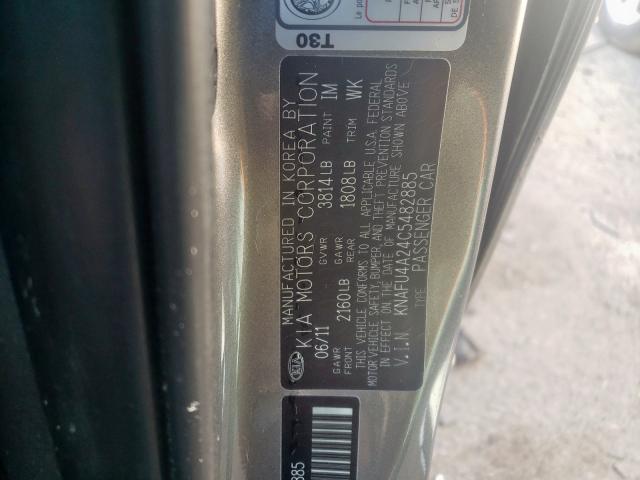 MANUFACTURED IN KOREA BY
KIA KIA MOTORS CORPORATION
06/11 GVWR 3814LB PAINT IM
GAWR FRONT 2160LB GAWR REAR 1808LB TRIM WK
THIS VEHICLE CONFORMS TO ALL APPLICABLE U.S.A. FEDERAL
MOTOR VEHICLE SAFETY, BUMPER, AND THEFT PREVENTION STANDARDS
IN EFFECT ON THE DATE OF MANUFACTURE SHOWN ABOVE
V.I.N KNAFU4A24C5482885
TYPE PASSENGER CAR
T30
885